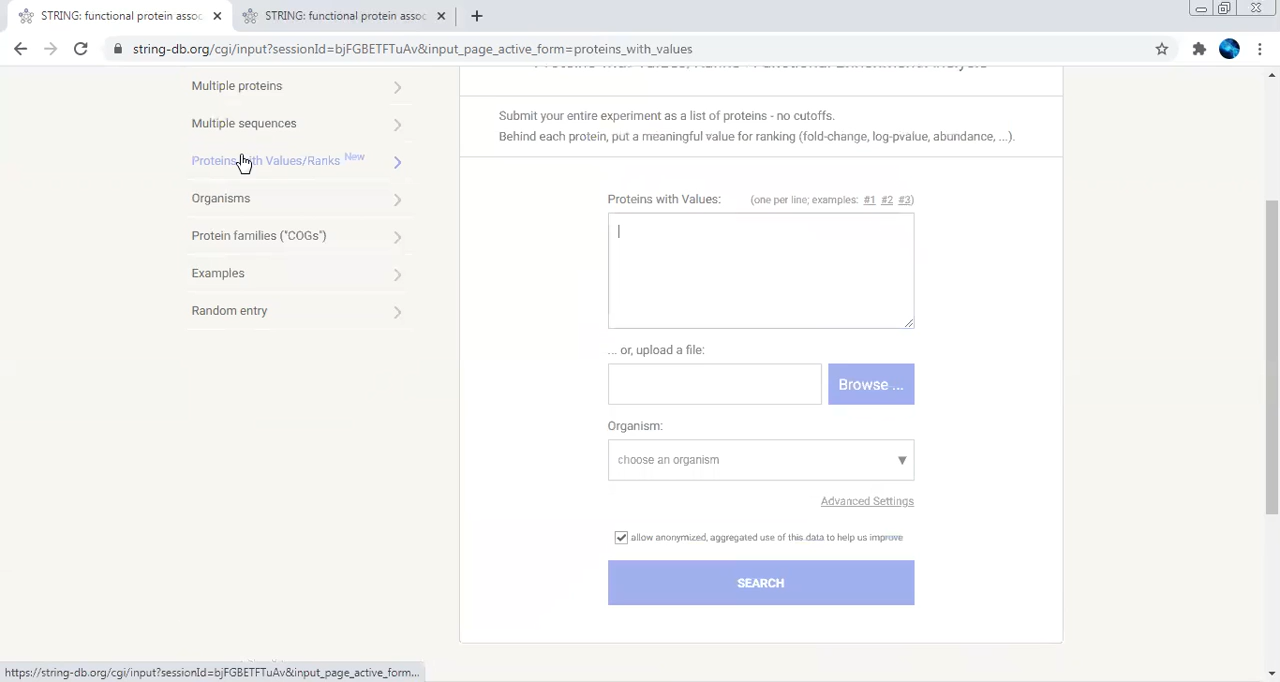 STRING: functional protein assoc
STRING: functional protein assoc
string-db.org/cgi/input?sessionId=bjFGBETFTuAv&input_page_active_form=proteins_with_values
Multiple proteins
Multiple sequences
Proteins with Values/Ranks New
Organisms
Protein families ("COGs")
Examples
Random entry
Proteins with Values/Ranks - Functional Enrichment Analysis
Submit your entire experiment as a list of proteins - no cutoffs.
Behind each protein, put a meaningful value for ranking (fold-change, log-pvalue, abundance, ...).
Proteins with Values: (one per line; examples: #1 #2 #3)
... or, upload a file:
Browse ...
Organism:
choose an organism
Advanced Settings
allow anonymized, aggregated use of this data to help us improve
SEARCH
https://string-db.org/cgi/input?sessionId=bjFGBETFTuAv&input_page_active_form...